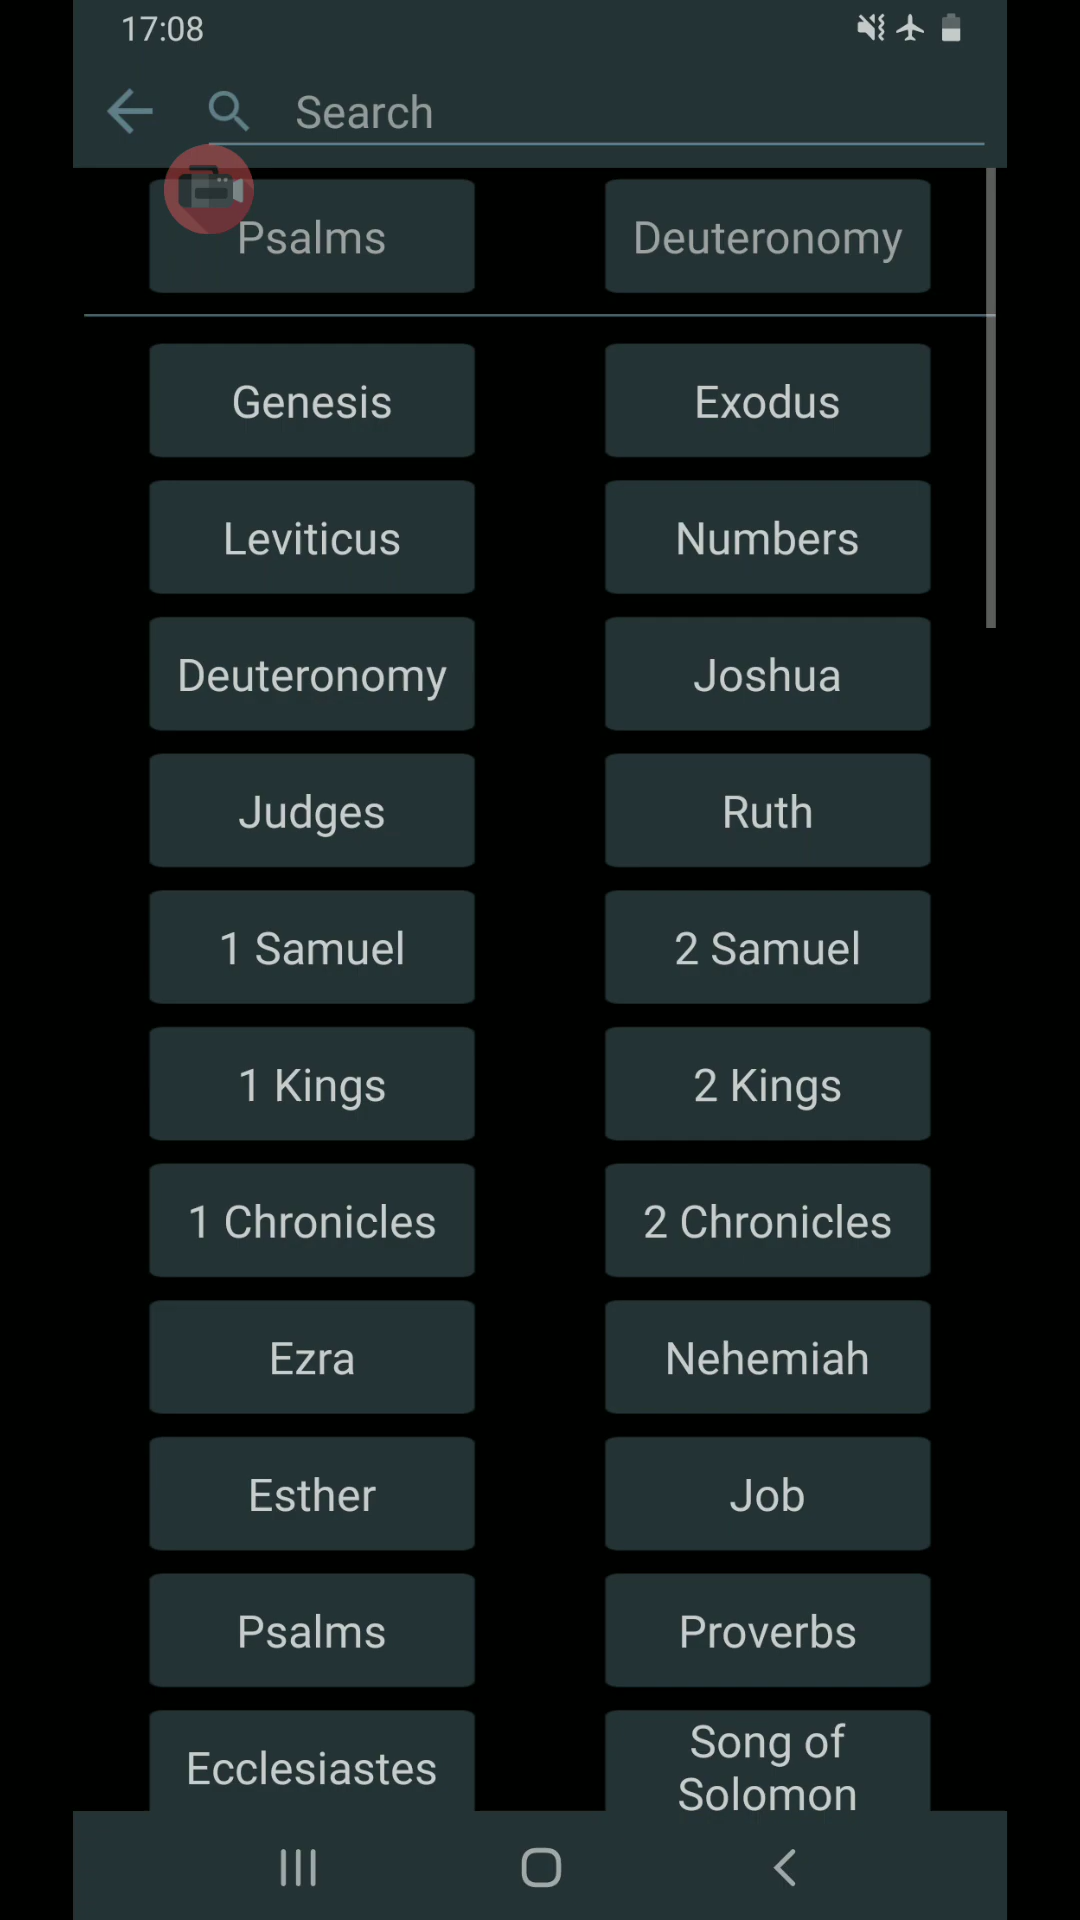 17:08
Search
Psalms
Deuteronomy
Genesis
Exodus
Leviticus
Numbers
Deuteronomy
Joshua
Judges
Ruth
1 Samuel
2 Samuel
1 Kings
2 Kings
1 Chronicles
2 Chronicles
Ezra
Nehemiah
Esther
Job
Psalms
Proverbs
Ecclesiastes
Song of
Solomon